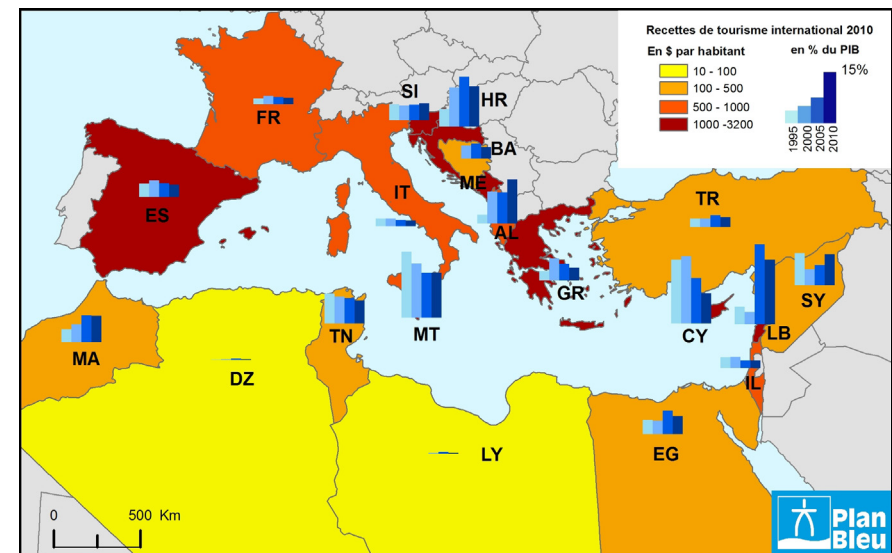 Recettes de tourisme international 2010
En $ par habitant
en % du PIB
10 - 100
100 - 500
500 - 1000
1000 -3200
15%
1995
2000
2005
2010
SI
HR
FR
BA
ME
IT
ES
AL
TR
GR
SY
MA
TN
MT
CY
LB
DZ
IL
LY
EG
0 500 Km
Plan
Bleu